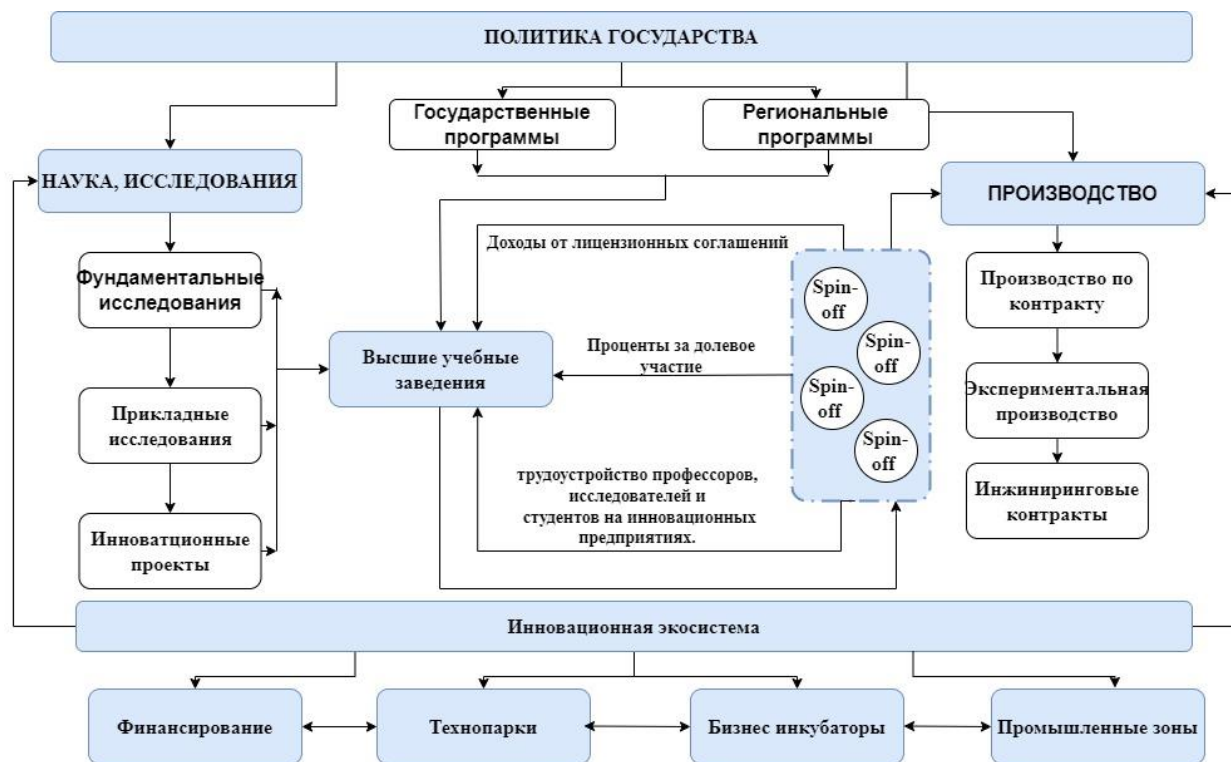 ПОЛИТИКА ГОСУДАРСТВА
Государственные
программы
Региональные
программы
НАУКА, ИССЛЕДОВАНИЯ
ПРОИЗВОДСТВО
Доходы от лицензионных соглашений
Фундаментальные
исследования
Spin-
off
Производство по
контракту
Высшие учебные
заведения
Проценты за долевое
участие
Spin-
off
Spin-
off
Прикладные
исследования
Экспериментальная
производство
Spin-
off
трудоустройство профессоров,
исследователей и
студентов на инновационных
предприятиях.
Инноватционные
проекты
Инжиниринговые
контракты
Инновационная экосистема
Финансирование
Технопарки
Бизнес инкубаторы
Промышленные зоны